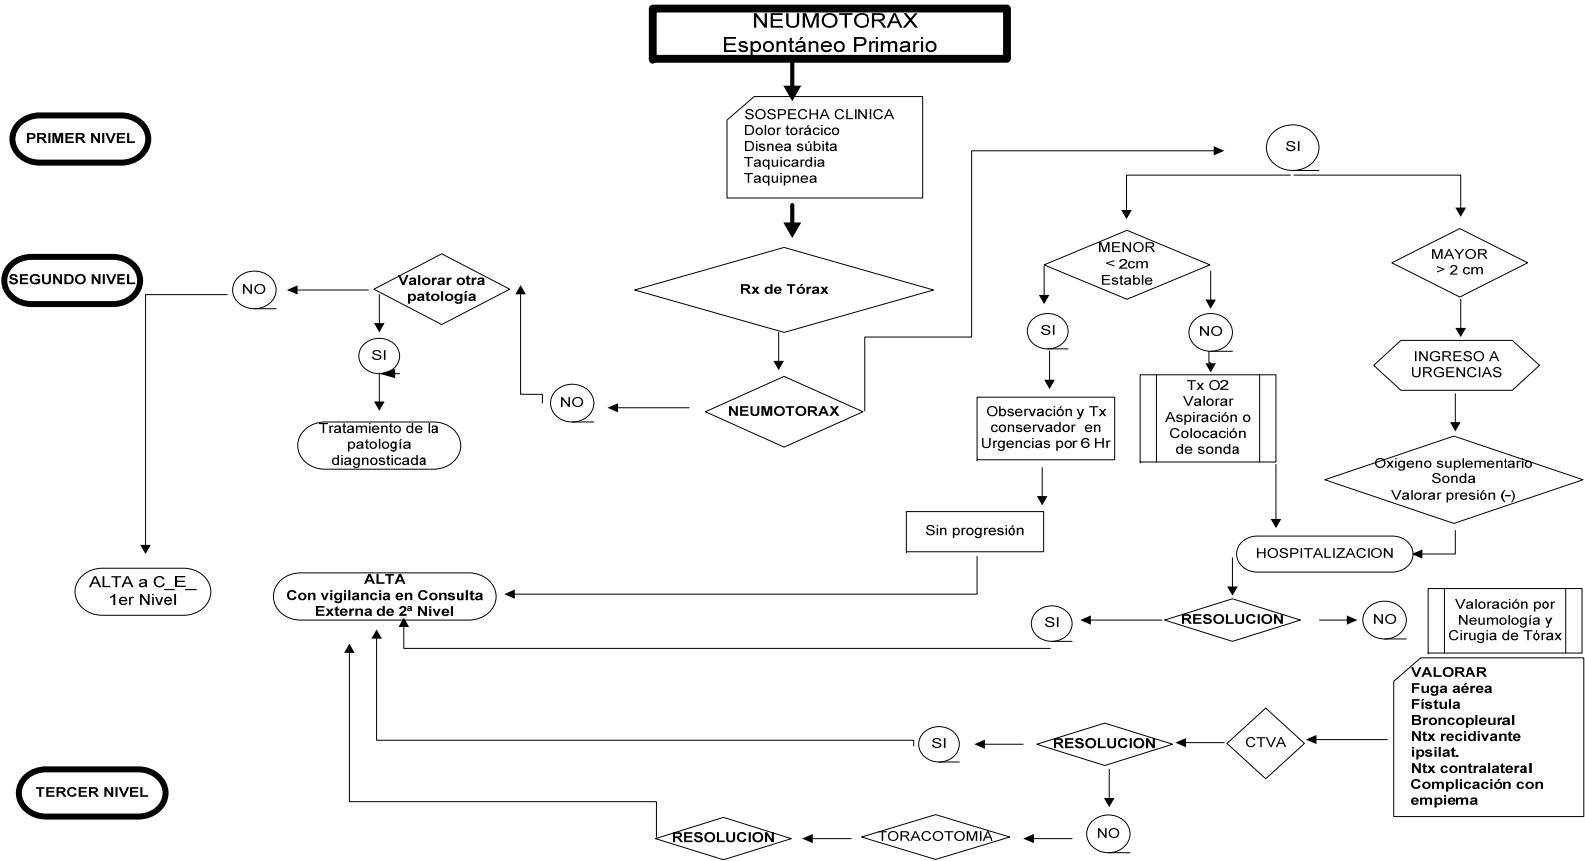 NEUMOTORAX
Espontáneo Primario
PRIMER NIVEL
SOSPECHA CLINICA
Dolor torácico
Disnea súbita
Taquicardia
Taquipnea
SI
SEGUNDO NIVEL
NO
Valorar otra
patología
Rx de Tórax
MENOR
< 2cm
Estable
MAYOR
> 2 cm
SI
SI
NO
INGRESO A
URGENCIAS
NO
NEUMOTORAX
Tratamiento de la
patología
diagnosticada
Observación y Tx
conservador en
Urgencias por 6 Hr
Tx O2
Valorar
Aspiración o
Colocación
de sonda
Oxigeno suplementario
Sonda
Valorar presión (-)
Sin progresión
HOSPITALIZACION
ALTA a C_E_
1er Nivel
ALTA
Con vigilancia en Consulta
Externa de 2ª Nivel
SI
RESOLUCION
NO
Valoración por
Neumología y
Cirugia de Tórax
VALORAR
Fuga aérea
Fístula
Broncopleural
Ntx recidivante
ipsilat.
Ntx contralateral
Complicación con
empiema
SI
RESOLUCION
CTVA
TERCER NIVEL
RESOLUCION
TORACOTOMIA
NO